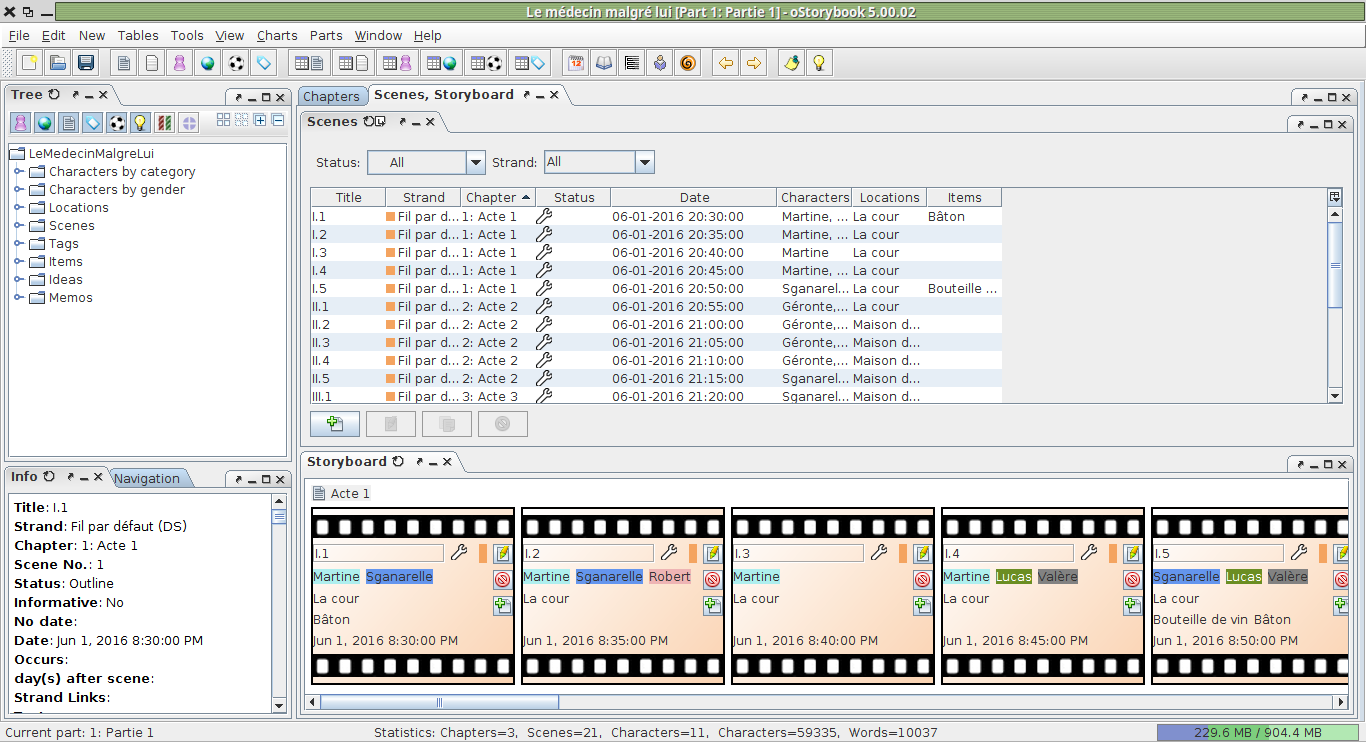 Le médecin malgré lui [Part 1: Partie 1] - oStorybook 5.00.02
File Edit New Tables Tools View Charts Parts Window Help
12
Tree
LeMedecinMalgreLui
Characters by category
Characters by gender
Locations
Scenes
Tags
Items
Ideas
Memos
Info Navigation
Title: I.1
Strand: Fil par défaut (DS)
Chapter: 1: Acte 1
Scene No.: 1
Status: Outline
Informative: No
No date:
Date: Jun 1, 2016 8:30:00 PM
Occurs:
day(s) after scene:
Strand Links:
Chapters Scenes, Storyboard
Scenes
Status: All Strand: All
Title Strand Chapter Status Date Characters Locations Items
I.1 Fil par d... 1: Acte 1 06-01-2016 20:30:00 Martine, ... La cour Bâton
I.2 Fil par d... 1: Acte 1 06-01-2016 20:35:00 Martine, ... La cour
I.3 Fil par d... 1: Acte 1 06-01-2016 20:40:00 Martine La cour
I.4 Fil par d... 1: Acte 1 06-01-2016 20:45:00 Martine, ... La cour
I.5 Fil par d... 1: Acte 1 06-01-2016 20:50:00 Sganarel... La cour Bouteille ...
II.1 Fil par d... 2: Acte 2 06-01-2016 20:55:00 Géronte,... La cour
II.2 Fil par d... 2: Acte 2 06-01-2016 21:00:00 Géronte,... Maison d...
II.3 Fil par d... 2: Acte 2 06-01-2016 21:05:00 Géronte,... Maison d...
II.4 Fil par d... 2: Acte 2 06-01-2016 21:10:00 Géronte,... Maison d...
II.5 Fil par d... 2: Acte 2 06-01-2016 21:15:00 Sganarel... Maison d...
III.1 Fil par d... 3: Acte 3 06-01-2016 21:20:00 Sganarel... Maison d...
Storyboard
Acte 1
I.1
Martine Sganarelle
La cour
Bâton
Jun 1, 2016 8:30:00 PM
I.2
Martine Sganarelle Robert
La cour
Jun 1, 2016 8:35:00 PM
I.3
Martine
La cour
Jun 1, 2016 8:40:00 PM
I.4
Martine Lucas Valère
La cour
Jun 1, 2016 8:45:00 PM
I.5
Sganarelle Lucas Valère
La cour
Bouteille de vin Bâton
Jun 1, 2016 8:50:00 PM
Current part: 1: Partie 1 Statistics: Chapters=3, Scenes=21, Characters=11, Characters=59335, Words=10037 229.6 MB / 904.4 MB